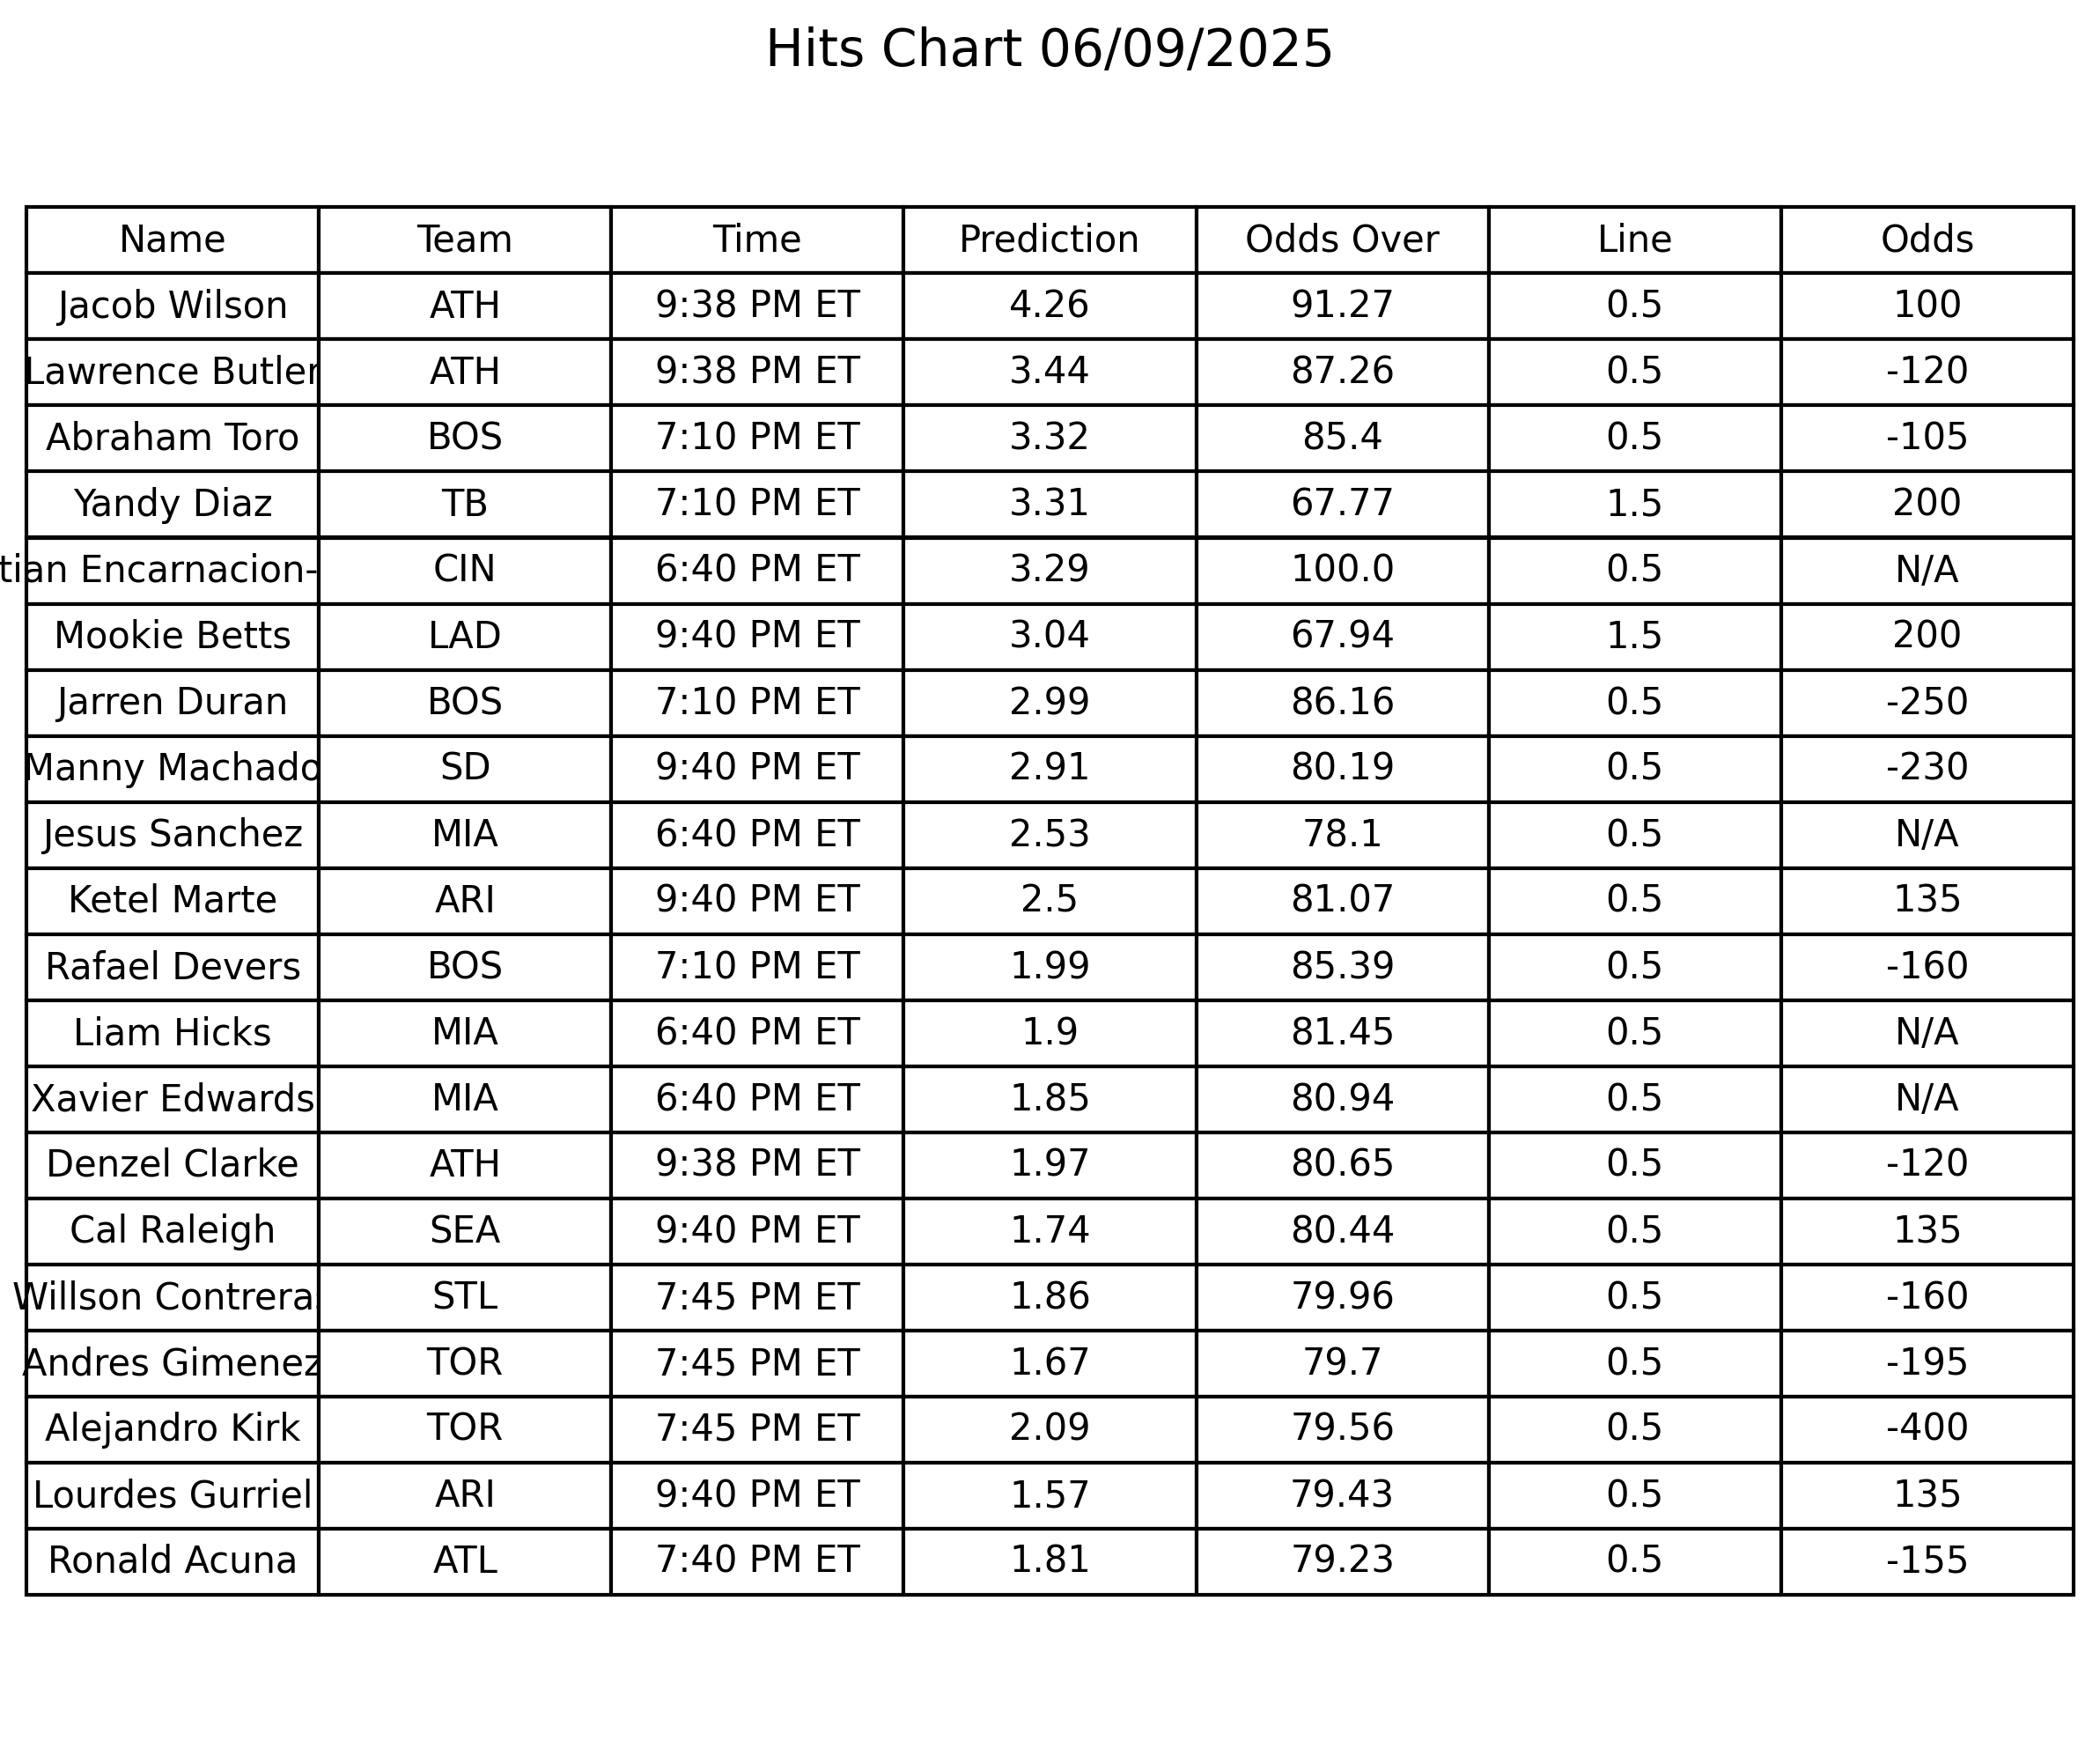 Hits Chart 06/09/2025
Name Team Time Prediction Odds Over Line Odds
Jacob Wilson ATH 9:38 PM ET 4.26 91.27 0.5 100
Lawrence Butler ATH 9:38 PM ET 3.44 87.26 0.5 -120
Abraham Toro BOS 7:10 PM ET 3.32 85.4 0.5 -105
Yandy Diaz TB 7:10 PM ET 3.31 67.77 1.5 200
tian Encarnacion- CIN 6:40 PM ET 3.29 100.0 0.5 N/A
Mookie Betts LAD 9:40 PM ET 3.04 67.94 1.5 200
Jarren Duran BOS 7:10 PM ET 2.99 86.16 0.5 -250
Manny Machado SD 9:40 PM ET 2.91 80.19 0.5 -230
Jesus Sanchez MIA 6:40 PM ET 2.53 78.1 0.5 N/A
Ketel Marte ARI 9:40 PM ET 2.5 81.07 0.5 135
Rafael Devers BOS 7:10 PM ET 1.99 85.39 0.5 -160
Liam Hicks MIA 6:40 PM ET 1.9 81.45 0.5 N/A
Xavier Edwards MIA 6:40 PM ET 1.85 80.94 0.5 N/A
Denzel Clarke ATH 9:38 PM ET 1.97 80.65 0.5 -120
Cal Raleigh SEA 9:40 PM ET 1.74 80.44 0.5 135
Willson Contreras STL 7:45 PM ET 1.86 79.96 0.5 -160
Andres Gimenez TOR 7:45 PM ET 1.67 79.7 0.5 -195
Alejandro Kirk TOR 7:45 PM ET 2.09 79.56 0.5 -400
Lourdes Gurriel ARI 9:40 PM ET 1.57 79.43 0.5 135
Ronald Acuna ATL 7:40 PM ET 1.81 79.23 0.5 -155